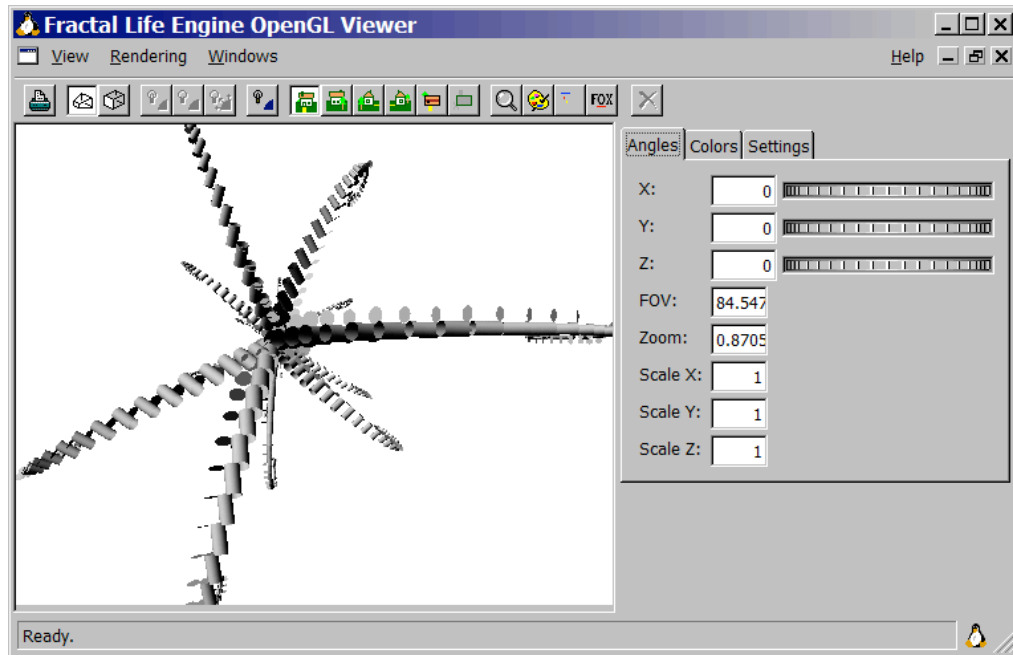 Fractal Life Engine OpenGL Viewer
View Rendering Windows Help
FOX
Angles Colors Settings
X: 0
Y: 0
Z: 0
FOV: 84.547
Zoom: 0.8705
Scale X: 1
Scale Y: 1
Scale Z: 1
Ready.